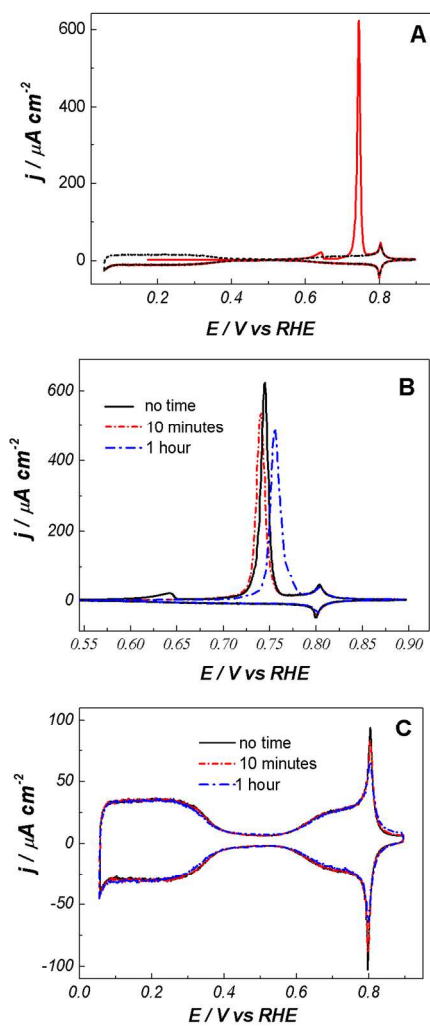 A
600
400
200
0
j / μA cm-2
0.2 0.4 0.6 0.8
E / V vs RHE
B
no time
10 minutes
1 hour
600
400
200
0
j / μA cm-2
0.55 0.60 0.65 0.70 0.75 0.80 0.85 0.90
E / V vs RHE
C
no time
10 minutes
1 hour
100
50
0
-50
-100
j / μA cm-2
0.0 0.2 0.4 0.6 0.8 1.0
E / V vs RHE